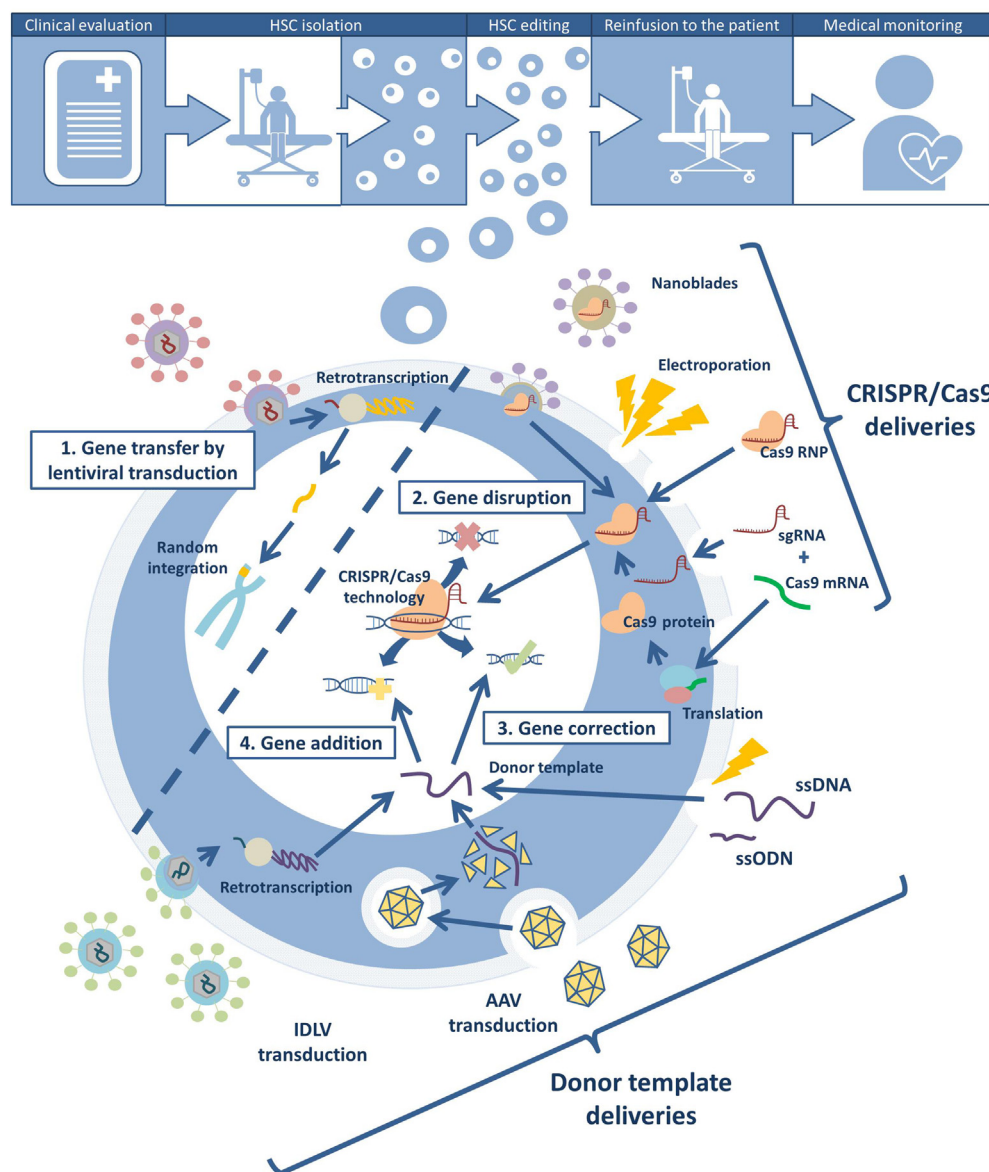 Clinical evaluation
HSC isolation
HSC editing
Reinfusion to the patient
Medical monitoring
Nanoblades
Retrotranscription
Electroporation
CRISPR/Cas9
deliveries
1. Gene transfer by
lentiviral transduction
Cas9 RNP
2. Gene disruption
sgRNA
+
Cas9 mRNA
Random
integration
CRISPR/Cas9
technology
Cas9 protein
Translation
4. Gene addition
3. Gene correction
Donor template
ssDNA
ssODN
Retrotranscription
IDLV
transduction
AAV
transduction
Donor template
deliveries